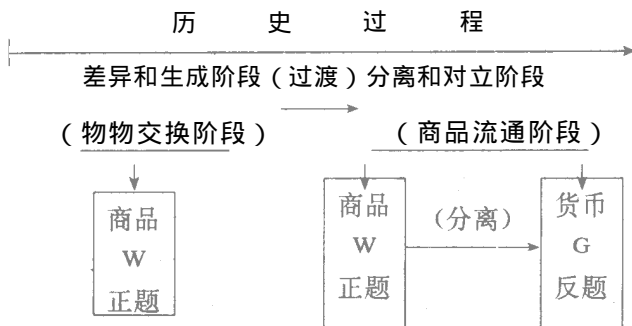 历史过程
差异和生成阶段（过渡）分离和对立阶段
（物物交换阶段） （商品流通阶段）
商品 商品 （分离） 货币
W W G
正题 正题 反题